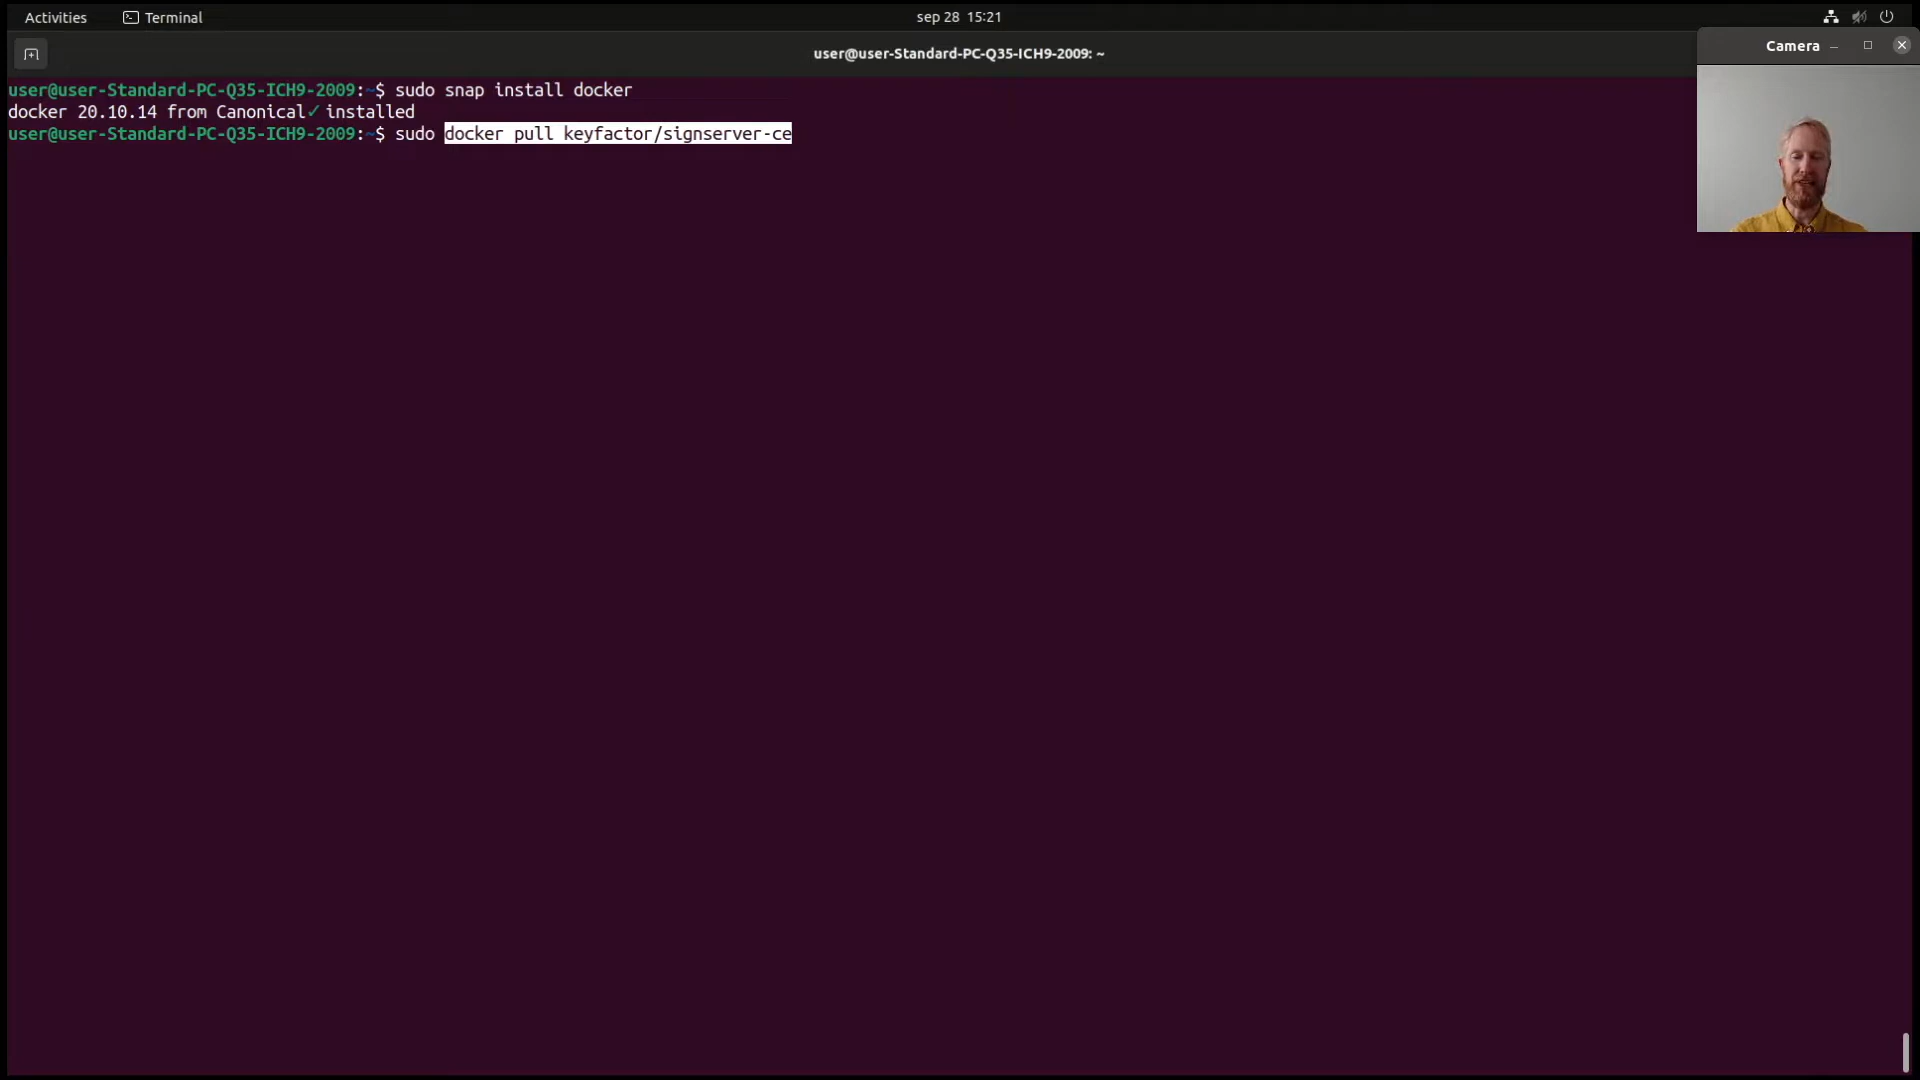 Activities
Terminal
sep 28 15:21
user@user-Standard-PC-Q35-ICH9-2009: ~
Camera
user@user-Standard-PC-Q35-ICH9-2009:~$ sudo snap install docker
docker 20.10.14 from Canonical✓ installed
user@user-Standard-PC-Q35-ICH9-2009:~$ sudo docker pull keyfactor/signserver-ce